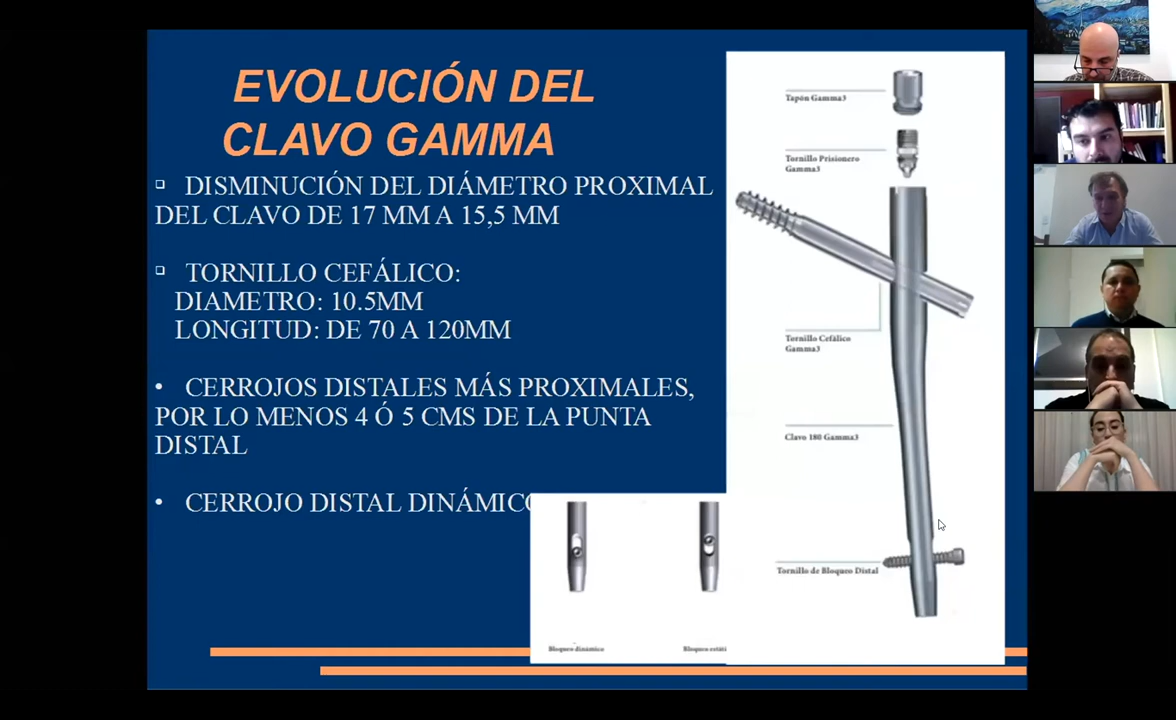 EVOLUCIÓN DEL
CLAVO GAMMA
DISMINUCIÓN DEL DIÁMETRO PROXIMAL
DEL CLAVO DE 17 MM A 15,5 MM
TORNILLO CEFÁLICO:
DIAMETRO: 10.5MM
LONGITUD: DE 70 A 120MM
• CERROJOS DISTALES MÁS PROXIMALES,
POR LO MENOS 4 Ó 5 CMS DE LA PUNTA
DISTAL
• CERROJO DISTAL DINÁMICO
Tapón Gamma3
Tornillo Prisionero
Gamma3
Tornillo Cefálico
Gamma3
Clavo 180 Gamma3
Tornillo de Bloqueo Distal
Bloqueo dinámico
Bloqueo estáti